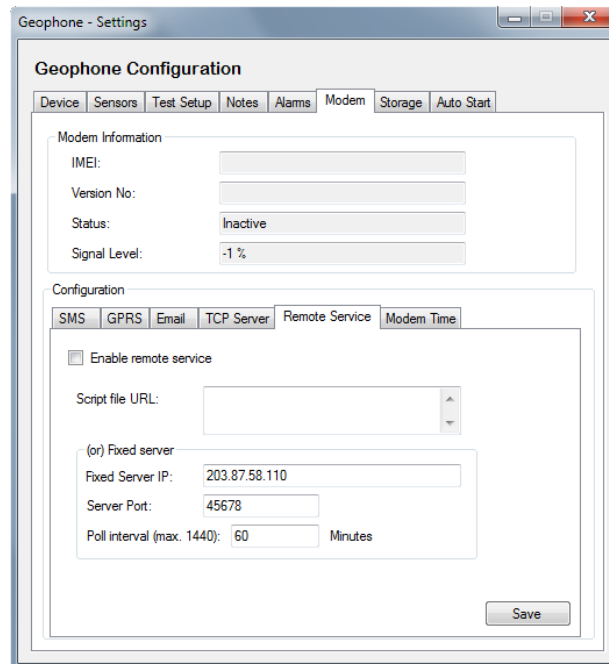 Geophone - Settings
Geophone Configuration
Device Sensors Test Setup Notes Alarms Modem Storage Auto Start
Modem Information
IMEI:
Version No:
Status: Inactive
Signal Level: -1 %
Configuration
SMS GPRS Email TCP Server Remote Service Modem Time
Enable remote service
Script file URL:
(or) Fixed server
Fixed Server IP: 203.87.58.110
Server Port: 45678
Poll interval (max. 1440): 60 Minutes
Save